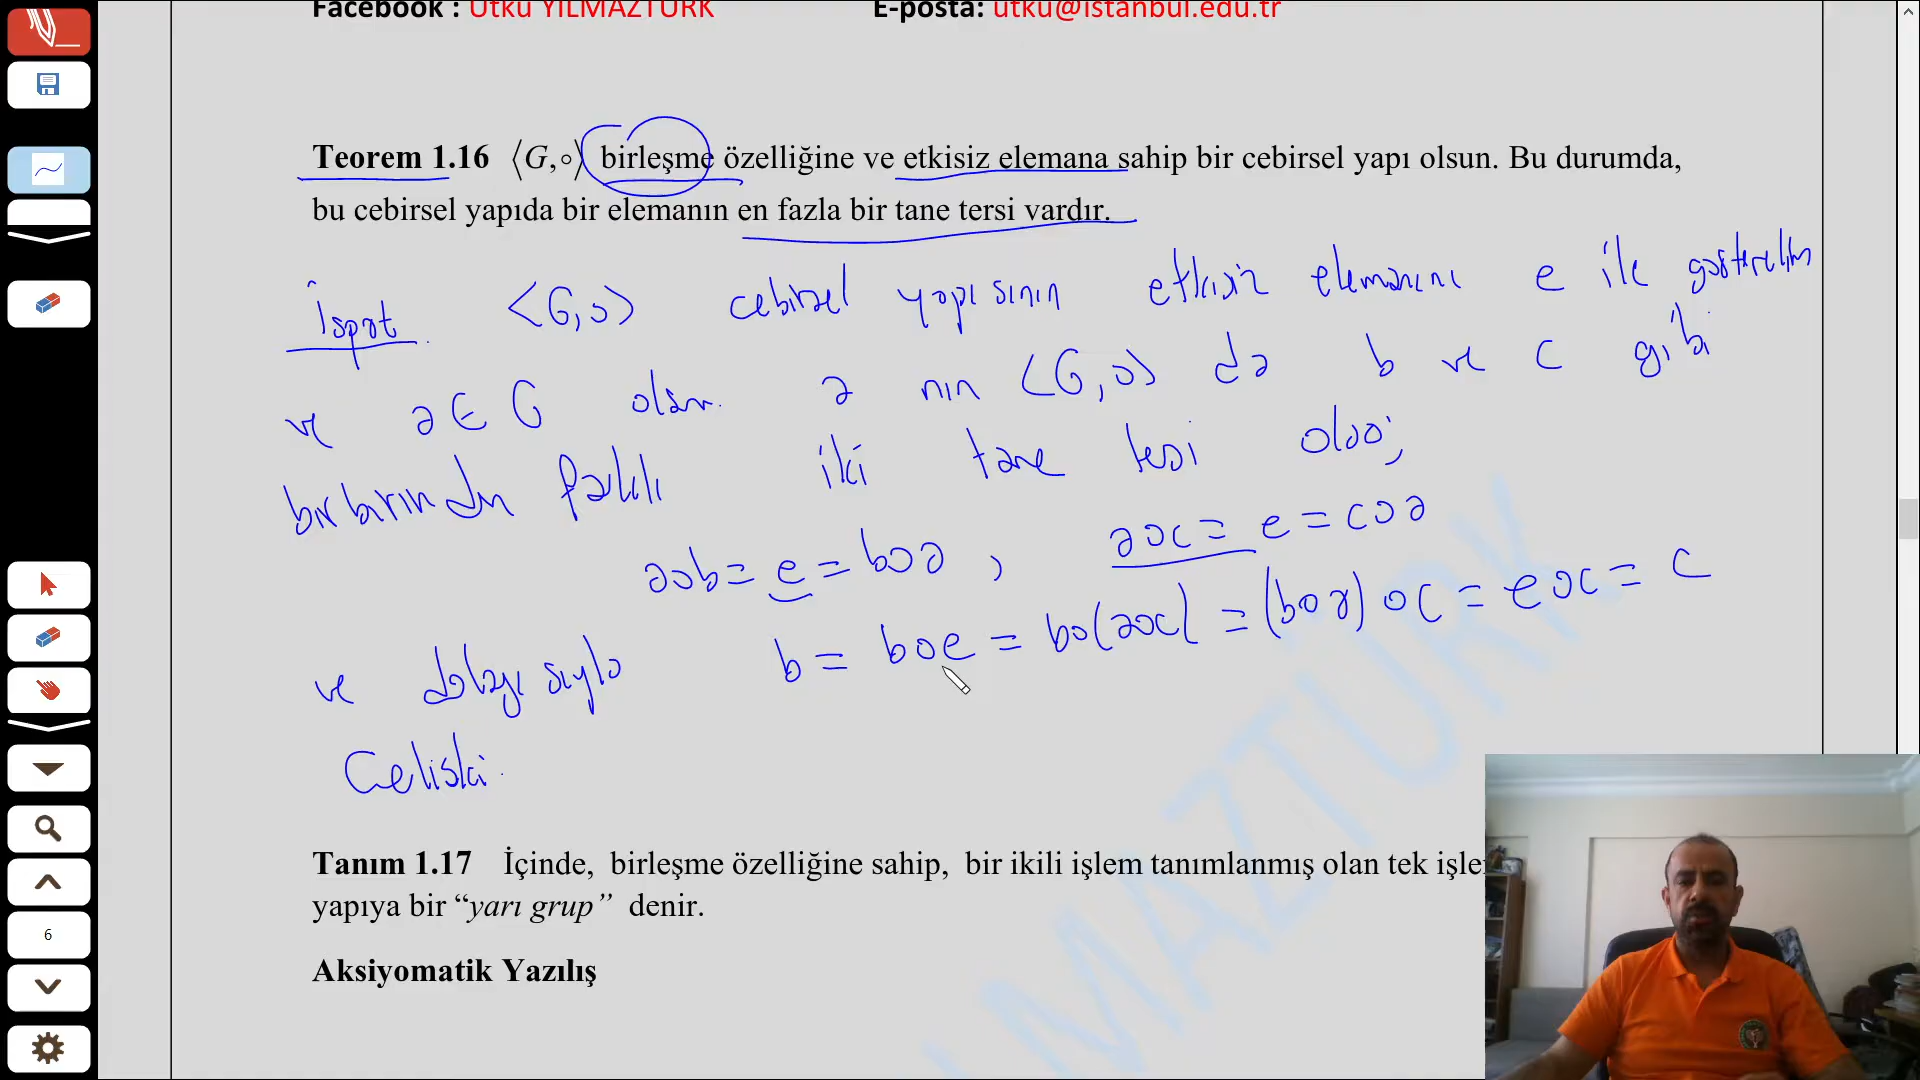 Facebook : Utku YILMAZTÜRK E-posta: utku@istanbul.edu.tr
Teorem 1.16 ⟨G,∘⟩ birleşme özelliğine ve etkisiz elemana sahip bir cebirsel yapı olsun. Bu durumda,
bu cebirsel yapıda bir elemanın en fazla bir tane tersi vardır.
İspat. <G,∘> cebirsel yapısının etkisiz elemanını e ile gösterelim
ve a∈G olsun. a nın <G,∘> da b ve c gibi
birbirinden farklı iki tane tersi olsa;
a∘b = e = b∘a , a∘c = e = c∘a
ve dolayısıyla b = b∘e = b∘(a∘c) = (b∘a)∘c = e∘c = c
Çelişki.
Tanım 1.17 İçinde, birleşme özelliğine sahip, bir ikili işlem tanımlanmış olan tek işle
yapıya bir “yarı grup” denir.
Aksiyomatik Yazılış
LMAZTÜRK
6